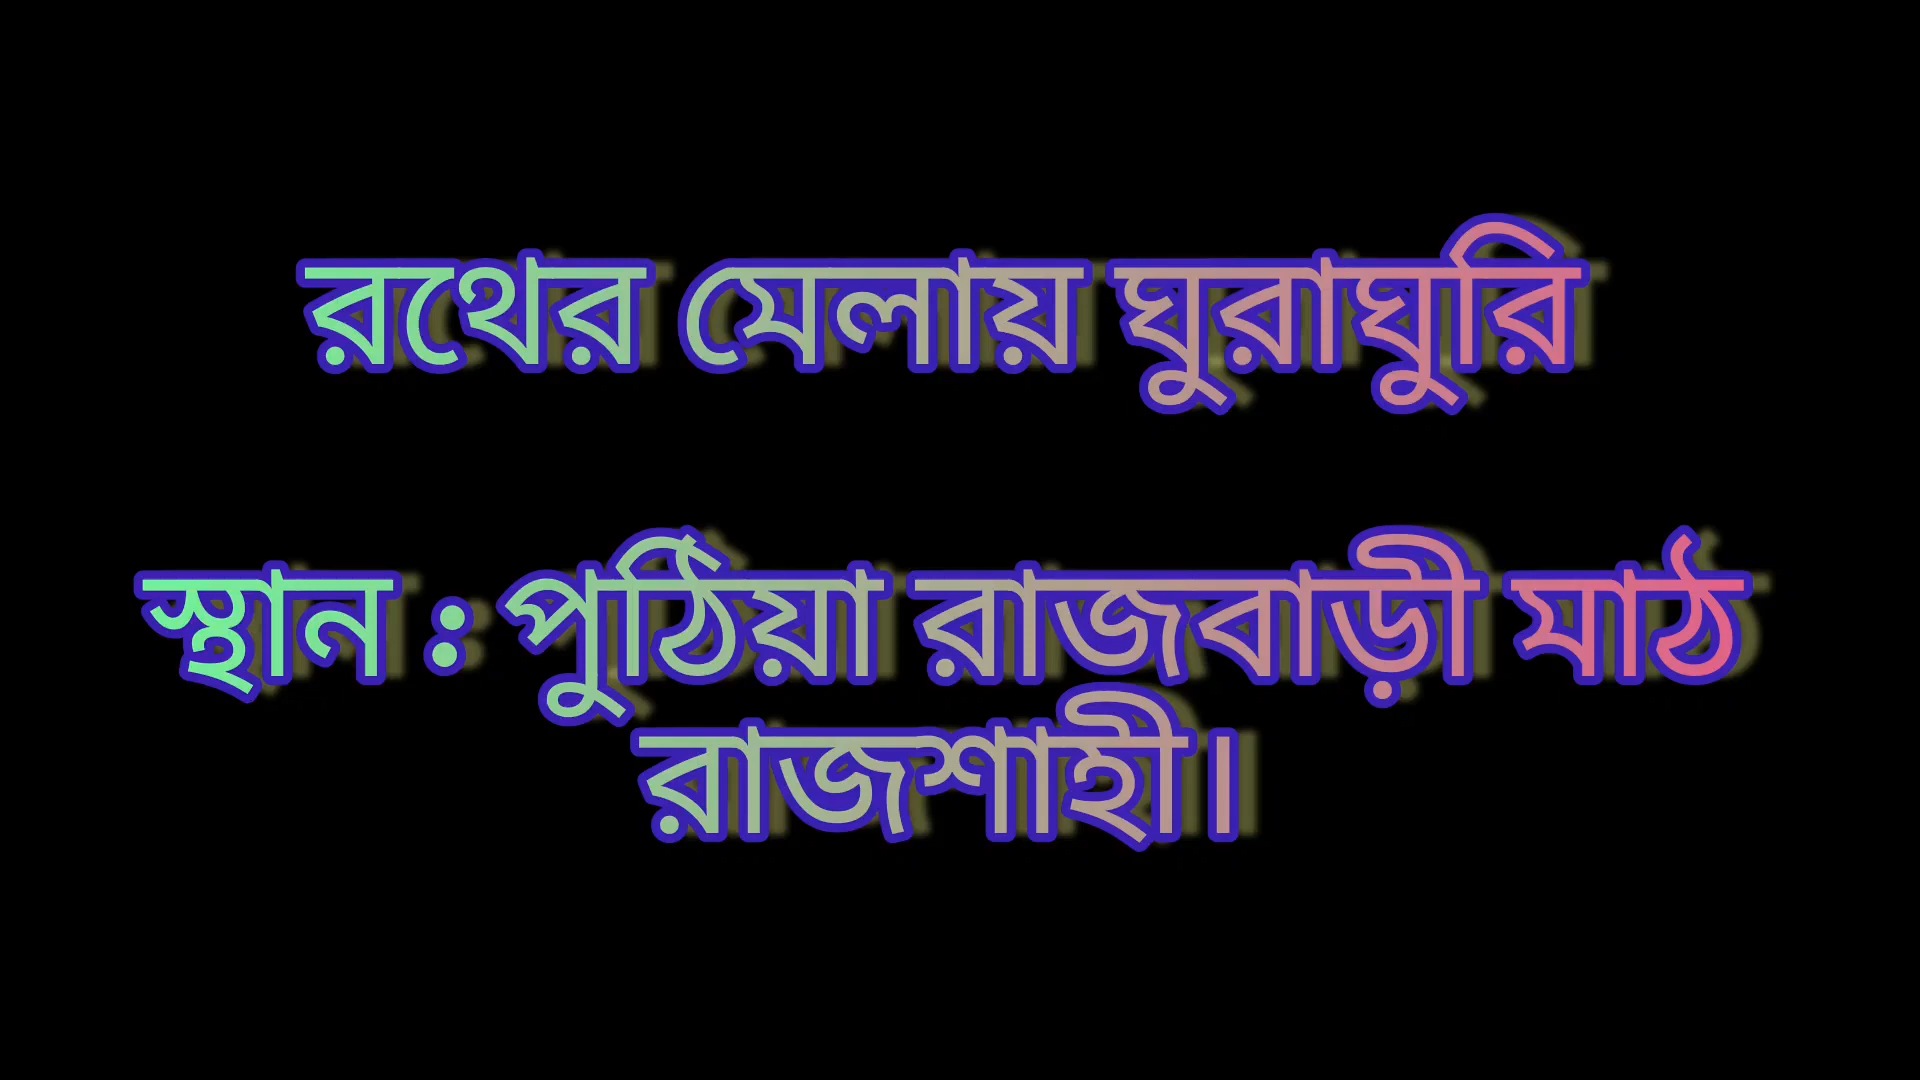 রথের মেলায় ঘুরাঘুরি
স্থান : পুঠিয়া রাজবাড়ী মাঠ
রাজশাহী।